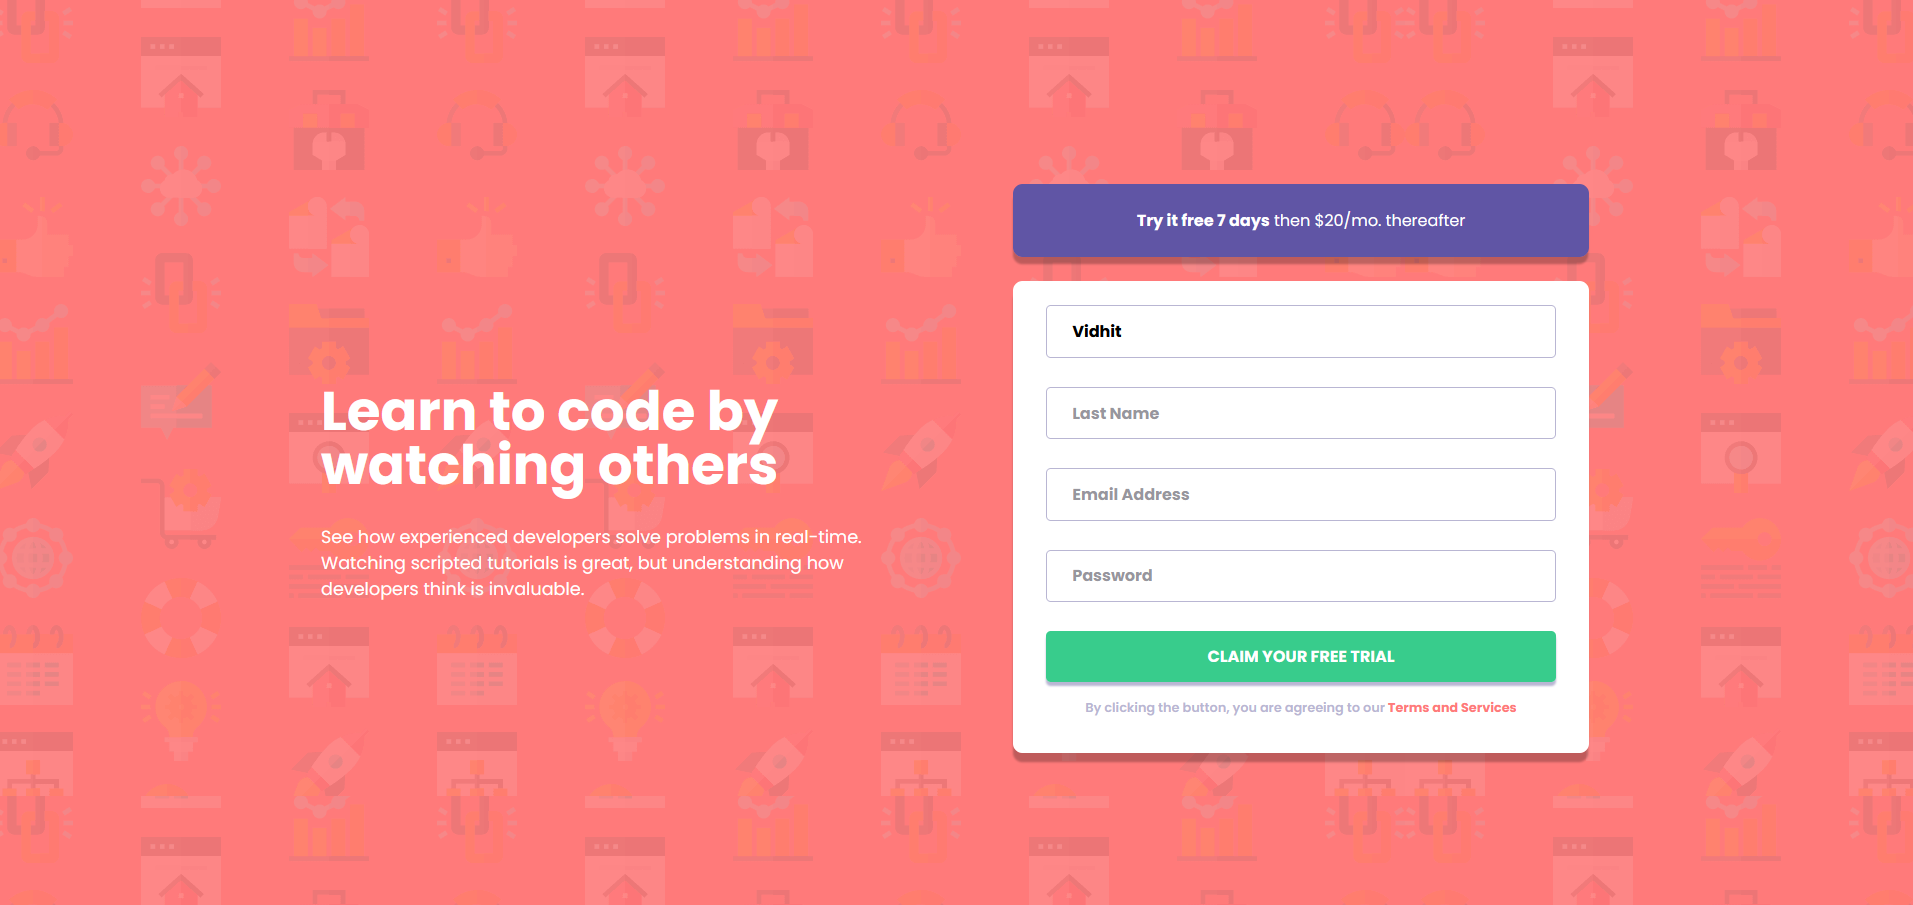 Learn to code by
watching others
See how experienced developers solve problems in real-time.
Watching scripted tutorials is great, but understanding how
developers think is invaluable.
Try it free 7 days then $20/mo. thereafter
Vidhit
Last Name
Email Address
Password
CLAIM YOUR FREE TRIAL
By clicking the button, you are agreeing to our Terms and Services